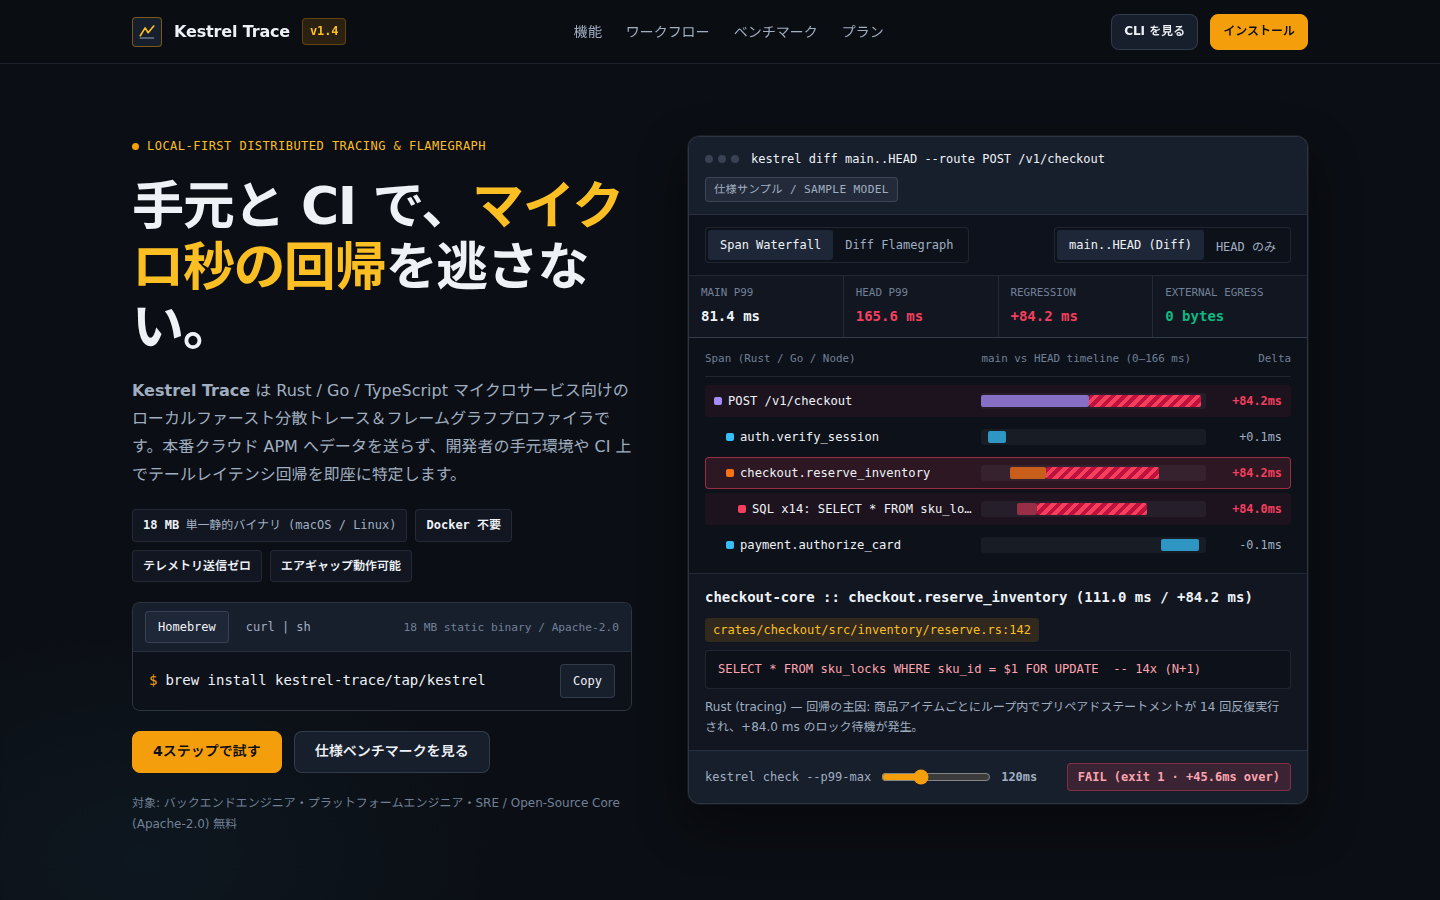 Kestrel Trace v1.4 機能 ワークフロー ベンチマーク プラン CLI を見る インストール
LOCAL-FIRST DISTRIBUTED TRACING & FLAMEGRAPH
手元と CI で、マイク
ロ秒の回帰を逃さな
い。
Kestrel Trace は Rust / Go / TypeScript マイクロサービス向けの
ローカルファースト分散トレース＆フレームグラフプロファイラで
す。本番クラウド APM へデータを送らず、開発者の手元環境や CI 上
でテールレイテンシ回帰を即座に特定します。
18 MB 単一静的バイナリ (macOS / Linux) Docker 不要
テレメトリ送信ゼロ エアギャップ動作可能
Homebrew curl | sh 18 MB static binary / Apache-2.0
$ brew install kestrel-trace/tap/kestrel Copy
4ステップで試す 仕様ベンチマークを見る
対象: バックエンドエンジニア・プラットフォームエンジニア・SRE / Open-Source Core
(Apache-2.0) 無料
kestrel diff main..HEAD --route POST /v1/checkout
仕様サンプル / SAMPLE MODEL
Span Waterfall Diff Flamegraph main..HEAD (Diff) HEAD のみ
MAIN P99 HEAD P99 REGRESSION EXTERNAL EGRESS
81.4 ms 165.6 ms +84.2 ms 0 bytes
Span (Rust / Go / Node) main vs HEAD timeline (0–166 ms) Delta
POST /v1/checkout +84.2ms
auth.verify_session +0.1ms
checkout.reserve_inventory +84.2ms
SQL x14: SELECT * FROM sku_lo… +84.0ms
payment.authorize_card -0.1ms
checkout-core :: checkout.reserve_inventory (111.0 ms / +84.2 ms)
crates/checkout/src/inventory/reserve.rs:142
SELECT * FROM sku_locks WHERE sku_id = $1 FOR UPDATE -- 14x (N+1)
Rust (tracing) — 回帰の主因: 商品アイテムごとにループ内でプリペアドステートメントが 14 回反復実行
され、+84.0 ms のロック待機が発生。
kestrel check --p99-max 120ms FAIL (exit 1 · +45.6ms over)